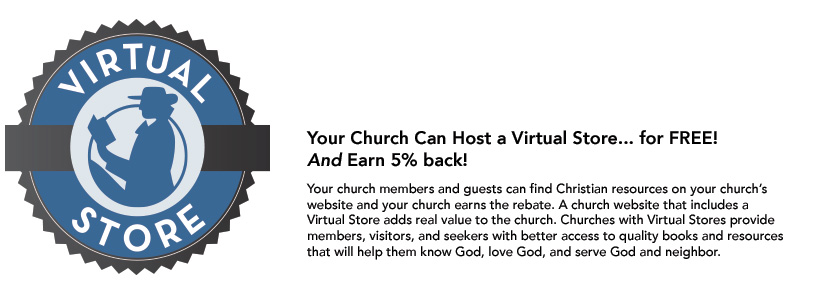 VIRTUAL
STORE
Your Church Can Host a Virtual Store... for FREE!
And Earn 5% back!
Your church members and guests can find Christian resources on your church's
website and your church earns the rebate. A church website that includes a
Virtual Store adds real value to the church. Churches with Virtual Stores provide
members, visitors, and seekers with better access to quality books and resources
that will help them know God, love God, and serve God and neighbor.